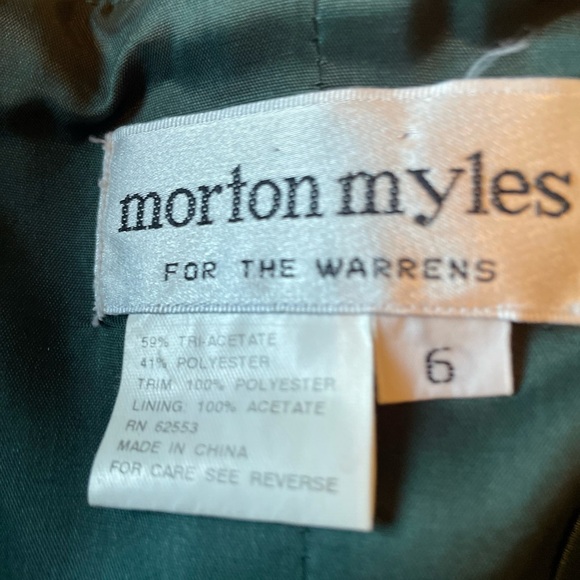 morton myles
FOR THE WARRENS
6
59% TRI-ACETATE
41% POLYESTER
TRIM: 100% POLYESTER
LINING: 100% ACETATE
RN 62553
MADE IN CHINA
FOR CARE SEE REVERSE